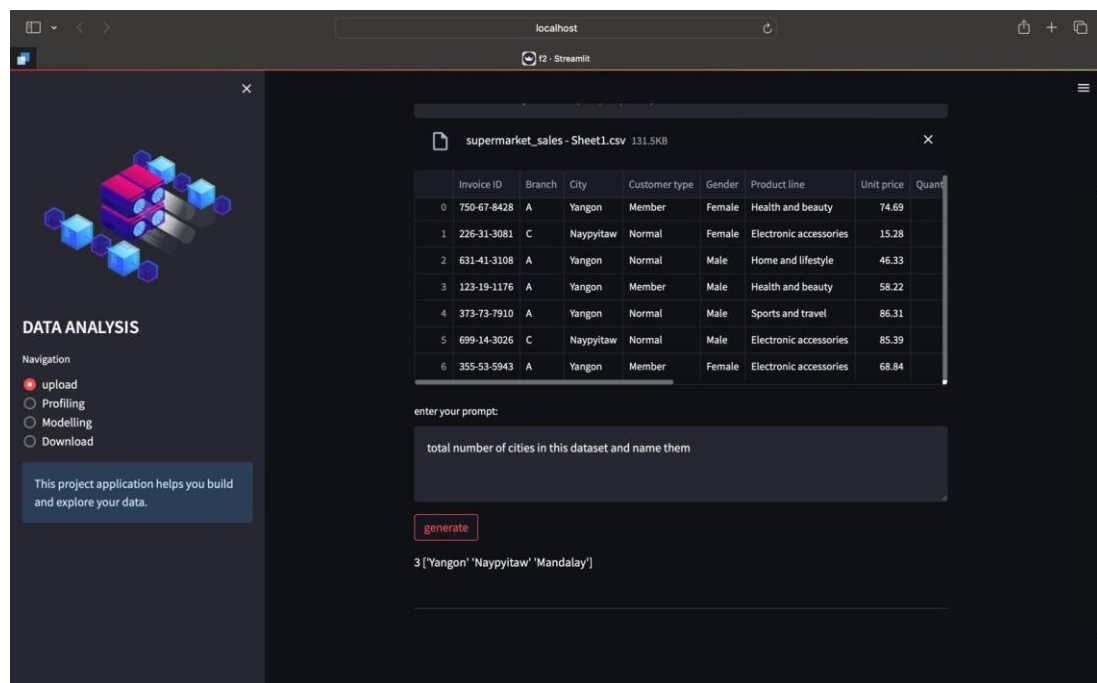 localhost
f2 · Streamlit
supermarket_sales - Sheet1.csv 131.5KB
Invoice ID Branch City Customer type Gender Product line Unit price Quant
0 750-67-8428 A Yangon Member Female Health and beauty 74.69
1 226-31-3081 C Naypyitaw Normal Female Electronic accessories 15.28
2 631-41-3108 A Yangon Normal Male Home and lifestyle 46.33
3 123-19-1176 A Yangon Member Male Health and beauty 58.22
4 373-73-7910 A Yangon Normal Male Sports and travel 86.31
5 699-14-3026 C Naypyitaw Normal Male Electronic accessories 85.39
6 355-53-5943 A Yangon Member Female Electronic accessories 68.84
DATA ANALYSIS
Navigation
upload
Profiling
Modelling
Download
This project application helps you build
and explore your data.
enter your prompt:
total number of cities in this dataset and name them
generate
3 ['Yangon' 'Naypyitaw' 'Mandalay']